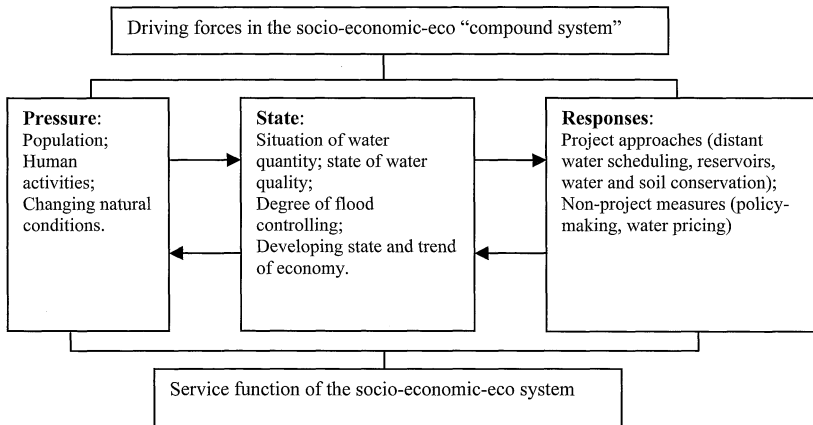 Driving forces in the socio-economic-eco “compound system”
Pressure:
Population;
Human
activities;
Changing natural
conditions.
State:
Situation of water
quantity; state of water
quality;
Degree of flood
controlling;
Developing state and trend
of economy.
Responses:
Project approaches (distant
water scheduling, reservoirs,
water and soil conservation);
Non-project measures (policy-
making, water pricing)
Service function of the socio-economic-eco system